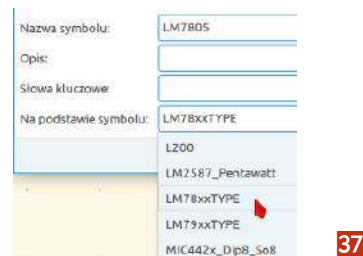 Nazwa symbolu: LM7805
Opis:
Słowa kluczowe:
Na podstawie symbolu: LM78xxTYPE
L200
LM2587_Pentawatt
LM78xxTYPE
LM79xxTYPE
MIC442x_Dip8_So8
37